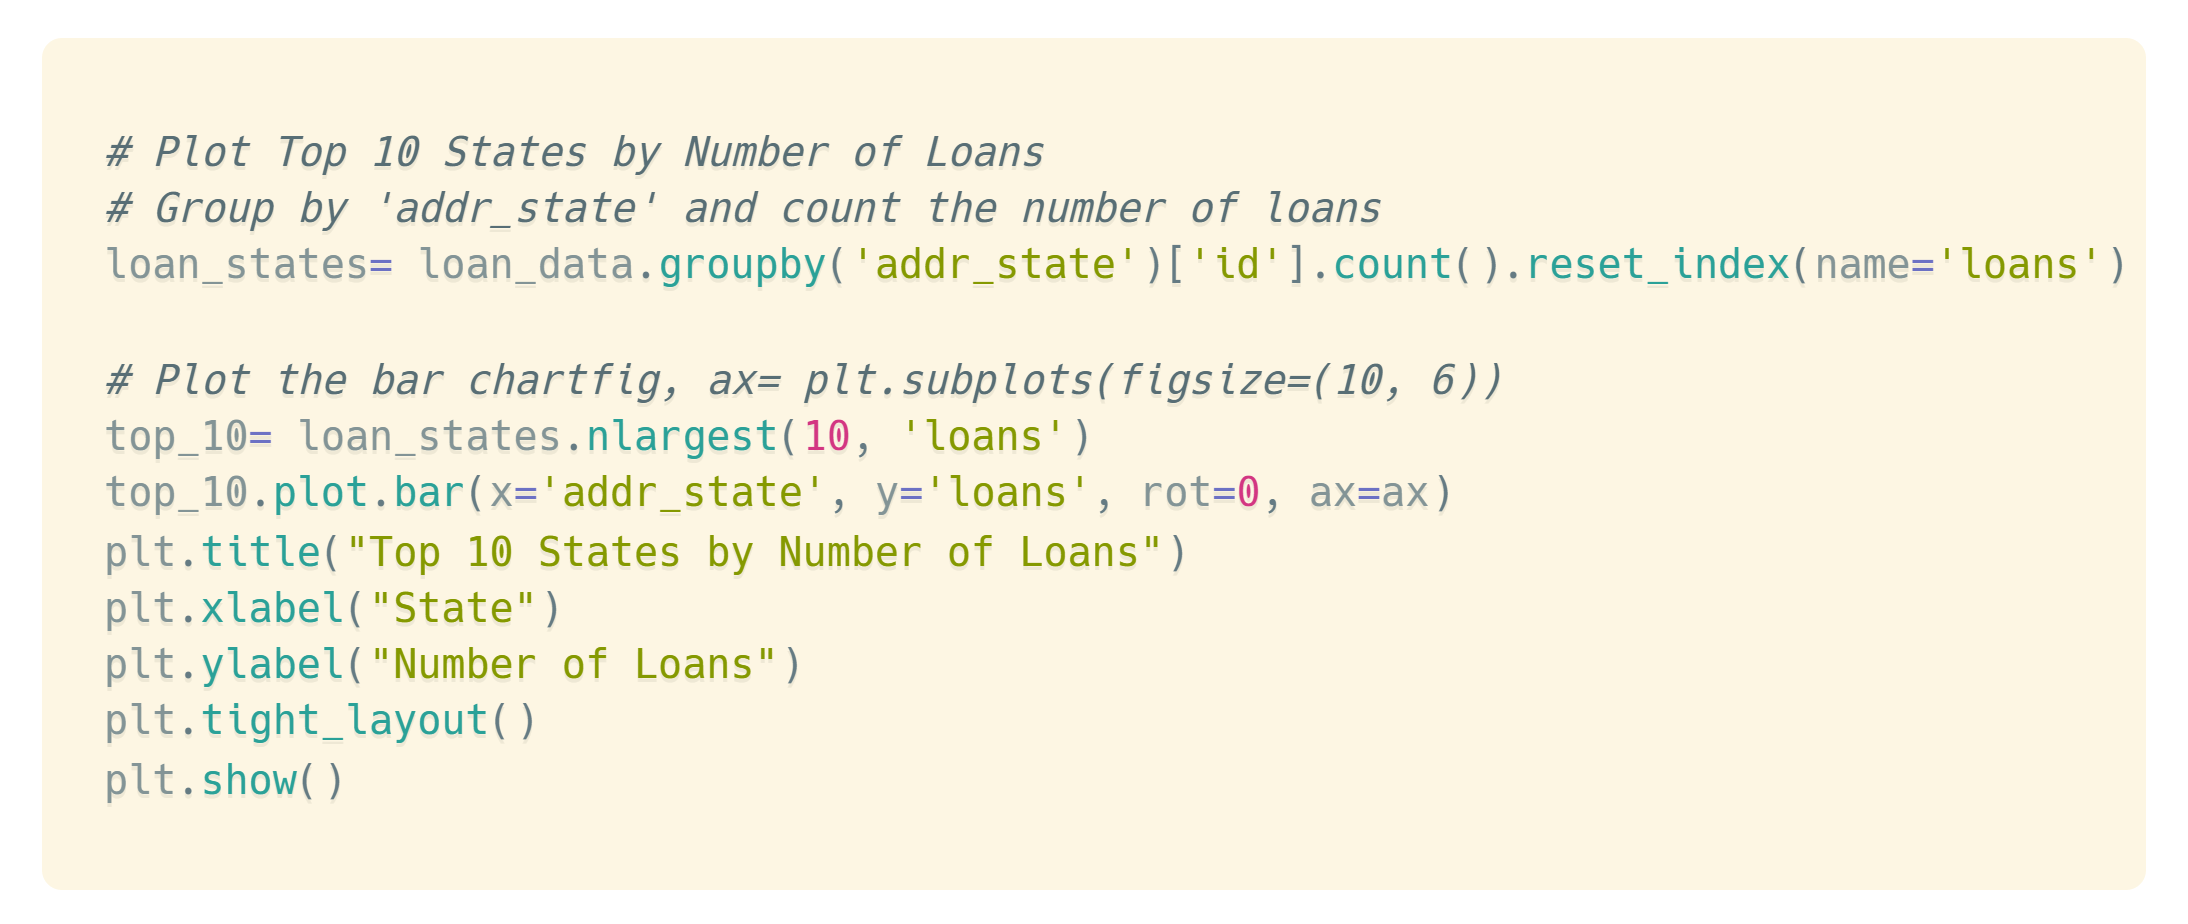 # Plot Top 10 States by Number of Loans
# Group by 'addr_state' and count the number of loans
loan_states= loan_data.groupby('addr_state')['id'].count().reset_index(name='loans')
# Plot the bar chartfig, ax= plt.subplots(figsize=(10, 6))
top_10= loan_states.nlargest(10, 'loans')
top_10.plot.bar(x='addr_state', y='loans', rot=0, ax=ax)
plt.title("Top 10 States by Number of Loans")
plt.xlabel("State")
plt.ylabel("Number of Loans")
plt.tight_layout()
plt.show()